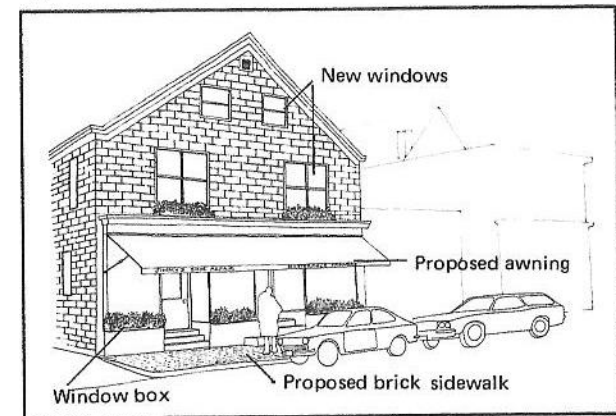 New windows
Proposed awning
Proposed brick sidewalk
Window box